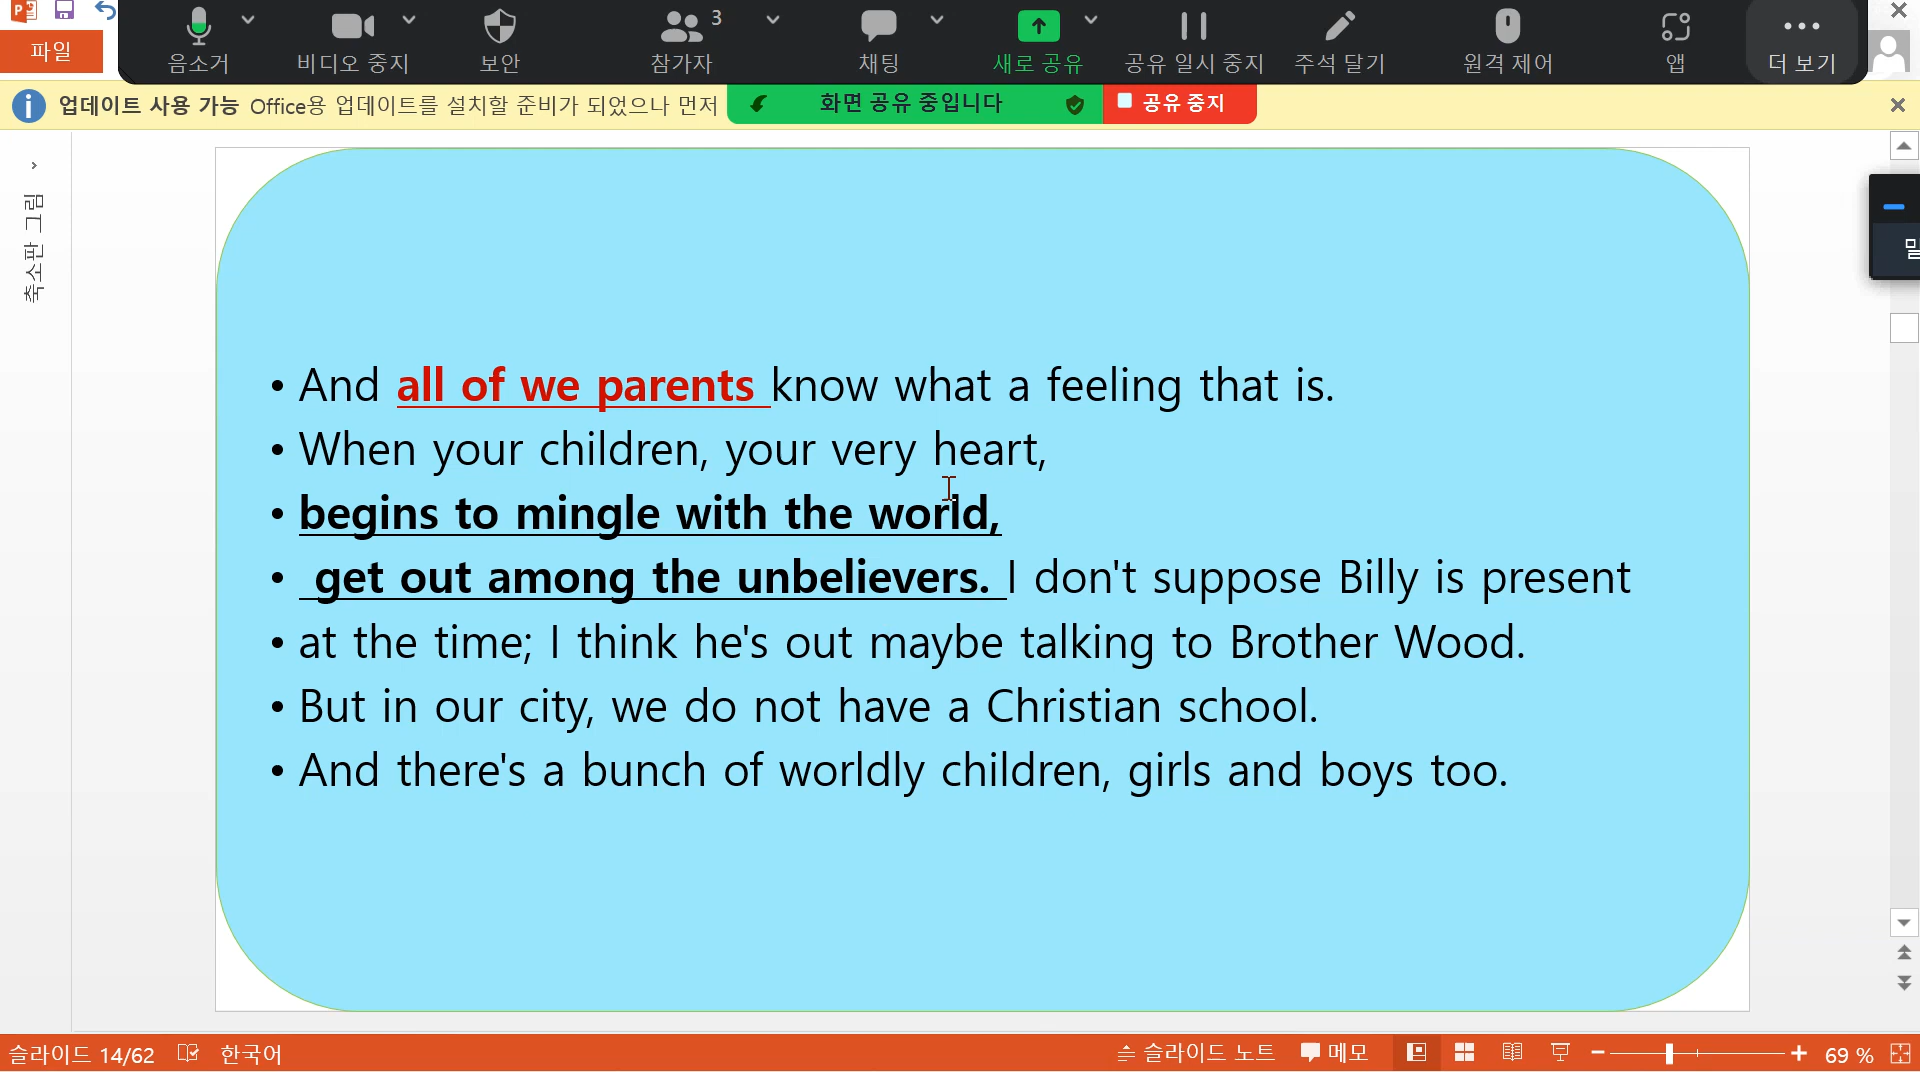 3
음소거
비디오 중지
보안
참가자
채팅
새로 공유
공유 일시 중지
주석 달기
원격 제어
앱
더 보기
파일
업데이트 사용 가능 Office용 업데이트를 설치할 준비가 되었으나 먼저
화면 공유 중입니다
공유 중지
축소판 그림
• And all of we parents know what a feeling that is.
• When your children, your very heart,
• begins to mingle with the world,
• get out among the unbelievers. I don't suppose Billy is present
• at the time; I think he's out maybe talking to Brother Wood.
• But in our city, we do not have a Christian school.
• And there's a bunch of worldly children, girls and boys too.
슬라이드 14/62 한국어
슬라이드 노트 메모 69 %